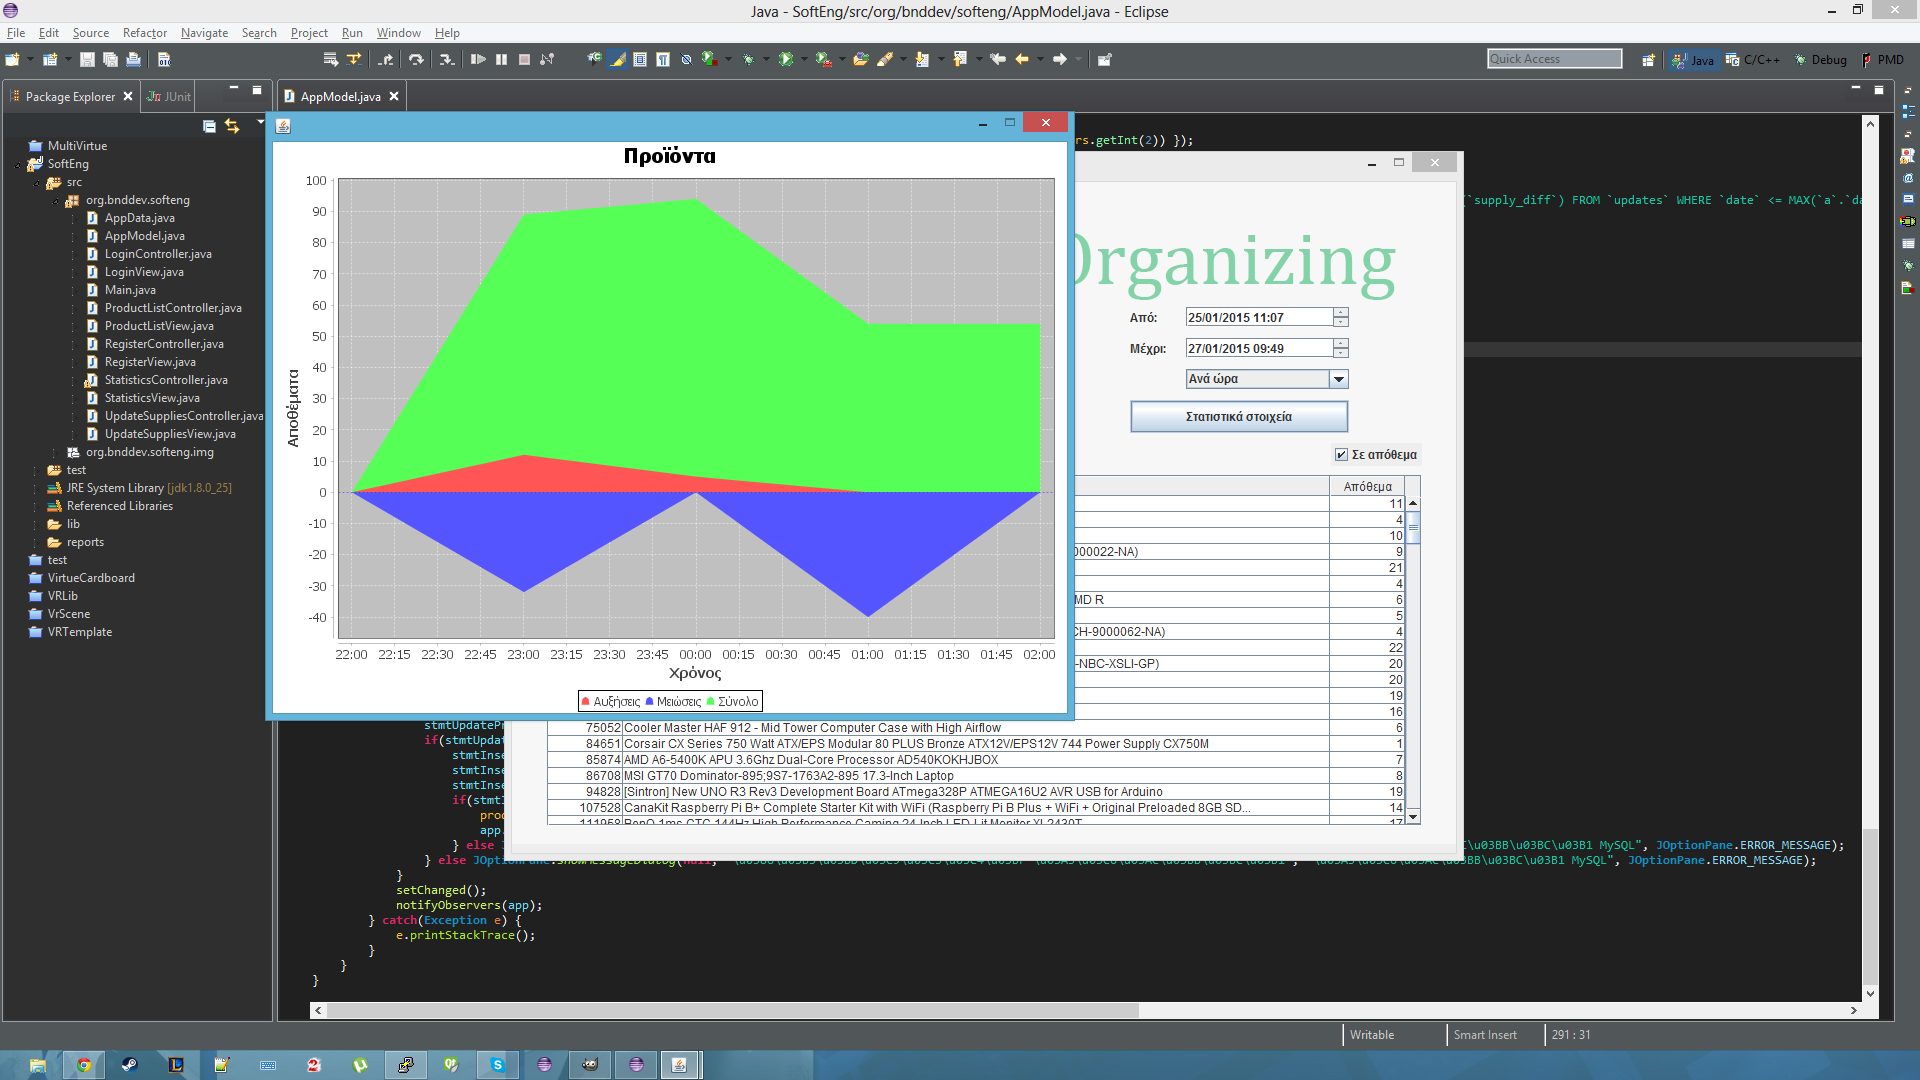 Java - SoftEng/src/org/bnddev/softeng/AppModel.java - Eclipse
File Edit Source Refactor Navigate Search Project Run Window Help
Quick Access
Java C/C++ Debug PMD
Package Explorer JUnit
AppModel.java
MultiVirtue
SoftEng
src
org.bnddev.softeng
AppData.java
AppModel.java
LoginController.java
LoginView.java
Main.java
ProductListController.java
ProductListView.java
RegisterController.java
RegisterView.java
StatisticsController.java
StatisticsView.java
UpdateSuppliesController.java
UpdateSuppliesView.java
org.bnddev.softeng.img
test
JRE System Library [jdk1.8.0_25]
Referenced Libraries
lib
reports
test
VirtueCardboard
VRLib
VrScene
VRTemplate
Προϊόντα
100
90
80
70
60
50
40
30
20
10
0
-10
-20
-30
-40
Αποθέματα
22:00 22:15 22:30 22:45 23:00 23:15 23:30 23:45 00:00 00:15 00:30 00:45 01:00 01:15 01:30 01:45 02:00
Χρόνος
Αυξήσεις Μειώσεις Σύνολο
rs.getInt(2)) });
(`supply_diff`) FROM `updates` WHERE `date` <= MAX(`a`.`da
Organizing
Από: 25/01/2015 11:07
Μέχρι: 27/01/2015 09:49
Ανά ώρα
Στατιστικά στοιχεία
Σε απόθεμα
Απόθεμα
11
4
10
000022-NA) 9
21
4
MD R 6
5
CH-9000062-NA) 4
22
-NBC-XSLI-GP) 20
20
19
16
75052 Cooler Master HAF 912 - Mid Tower Computer Case with High Airflow 6
84651 Corsair CX Series 750 Watt ATX/EPS Modular 80 PLUS Bronze ATX12V/EPS12V 744 Power Supply CX750M 1
85874 AMD A6-5400K APU 3.6Ghz Dual-Core Processor AD540KOKHJBOX 7
86708 MSI GT70 Dominator-895;9S7-1763A2-895 17.3-Inch Laptop 8
94828 [Sintron] New UNO R3 Rev3 Development Board ATmega328P ATMEGA16U2 AVR USB for Arduino 19
107528 CanaKit Raspberry Pi B+ Complete Starter Kit with WiFi (Raspberry Pi B Plus + WiFi + Original Preloaded 8GB SD... 14
111958 BenQ 1ms GTG 144Hz High Performance Gaming 24-Inch LED-Lit Monitor XL2430T 17
stmtUpdatePr
if(stmtUpdat
stmtInse
stmtInse
stmtInse
if(stmtI
proc
app.
} else J
C\u03BB\u03BC\u03B1 MySQL", JOptionPane.ERROR_MESSAGE);
} else JOptionPane.showMessageDialog(null, \u03BB\u03BC\u03B1 MySQL", JOptionPane.ERROR_MESSAGE);
}
setChanged();
notifyObservers(app);
} catch(Exception e) {
e.printStackTrace();
}
}
}
Writable Smart Insert 291 : 31